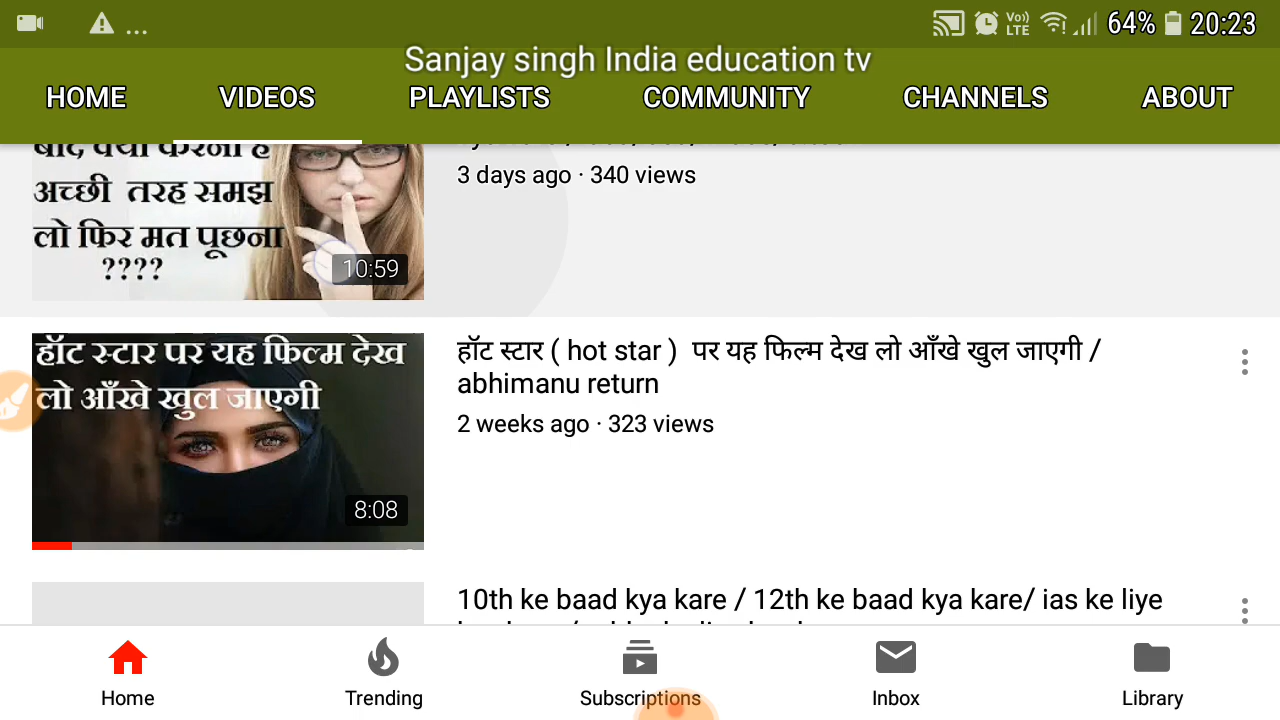 ... Vo)) LTE 64% 20:23
Sanjay singh India education tv
HOME VIDEOS PLAYLISTS COMMUNITY CHANNELS ABOUT
बाद क्या करना है
अच्छी तरह समझ
लो फिर मत पूछना
????
10:59
3 days ago · 340 views
हॉट स्टार पर यह फिल्म देख
लो आँखे खुल जाएगी
8:08
हॉट स्टार ( hot star ) पर यह फिल्म देख लो आँखे खुल जाएगी /
abhimanu return
2 weeks ago · 323 views
10th ke baad kya kare / 12th ke baad kya kare/ ias ke liye
Home Trending Subscriptions Inbox Library